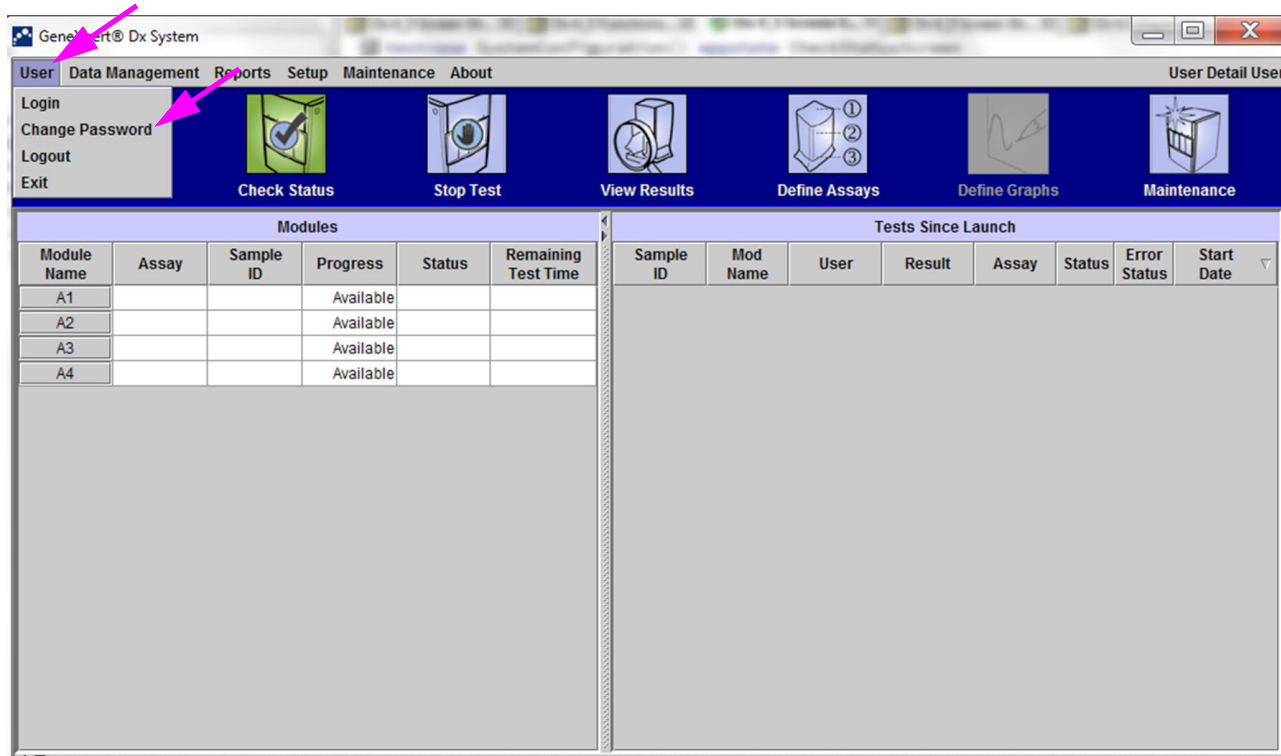 GeneXpert® Dx System
User Data Management Reports Setup Maintenance About User Detail User
Login
Change Password
Logout
Exit
Check Status Stop Test View Results Define Assays Define Graphs Maintenance
① 
② 
③
Modules Tests Since Launch
Module Name Assay Sample ID Progress Status Remaining Test Time Sample ID Mod Name User Result Assay Status Error Status Start Date
A1 Available
A2 Available
A3 Available
A4 Available